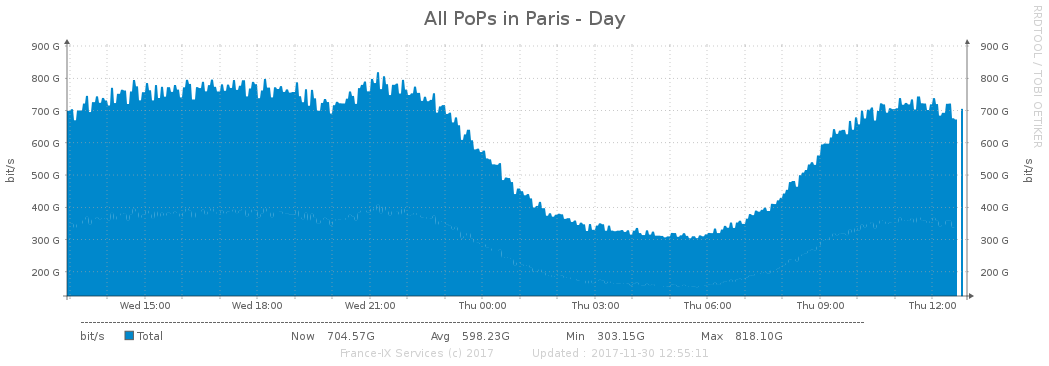 All PoPs in Paris - Day
RRDTOOL / TOBI OETIKER
900 G 900 G
800 G 800 G
700 G 700 G
600 G 600 G
500 G 500 G
400 G 400 G
300 G 300 G
200 G 200 G
bit/s
bit/s
Wed 15:00 Wed 18:00 Wed 21:00 Thu 00:00 Thu 03:00 Thu 06:00 Thu 09:00 Thu 12:00
bit/s Total Now 704.57G Avg 598.23G Min 303.15G Max 818.10G
France-IX Services (c) 2017 Updated : 2017-11-30 12:55:11